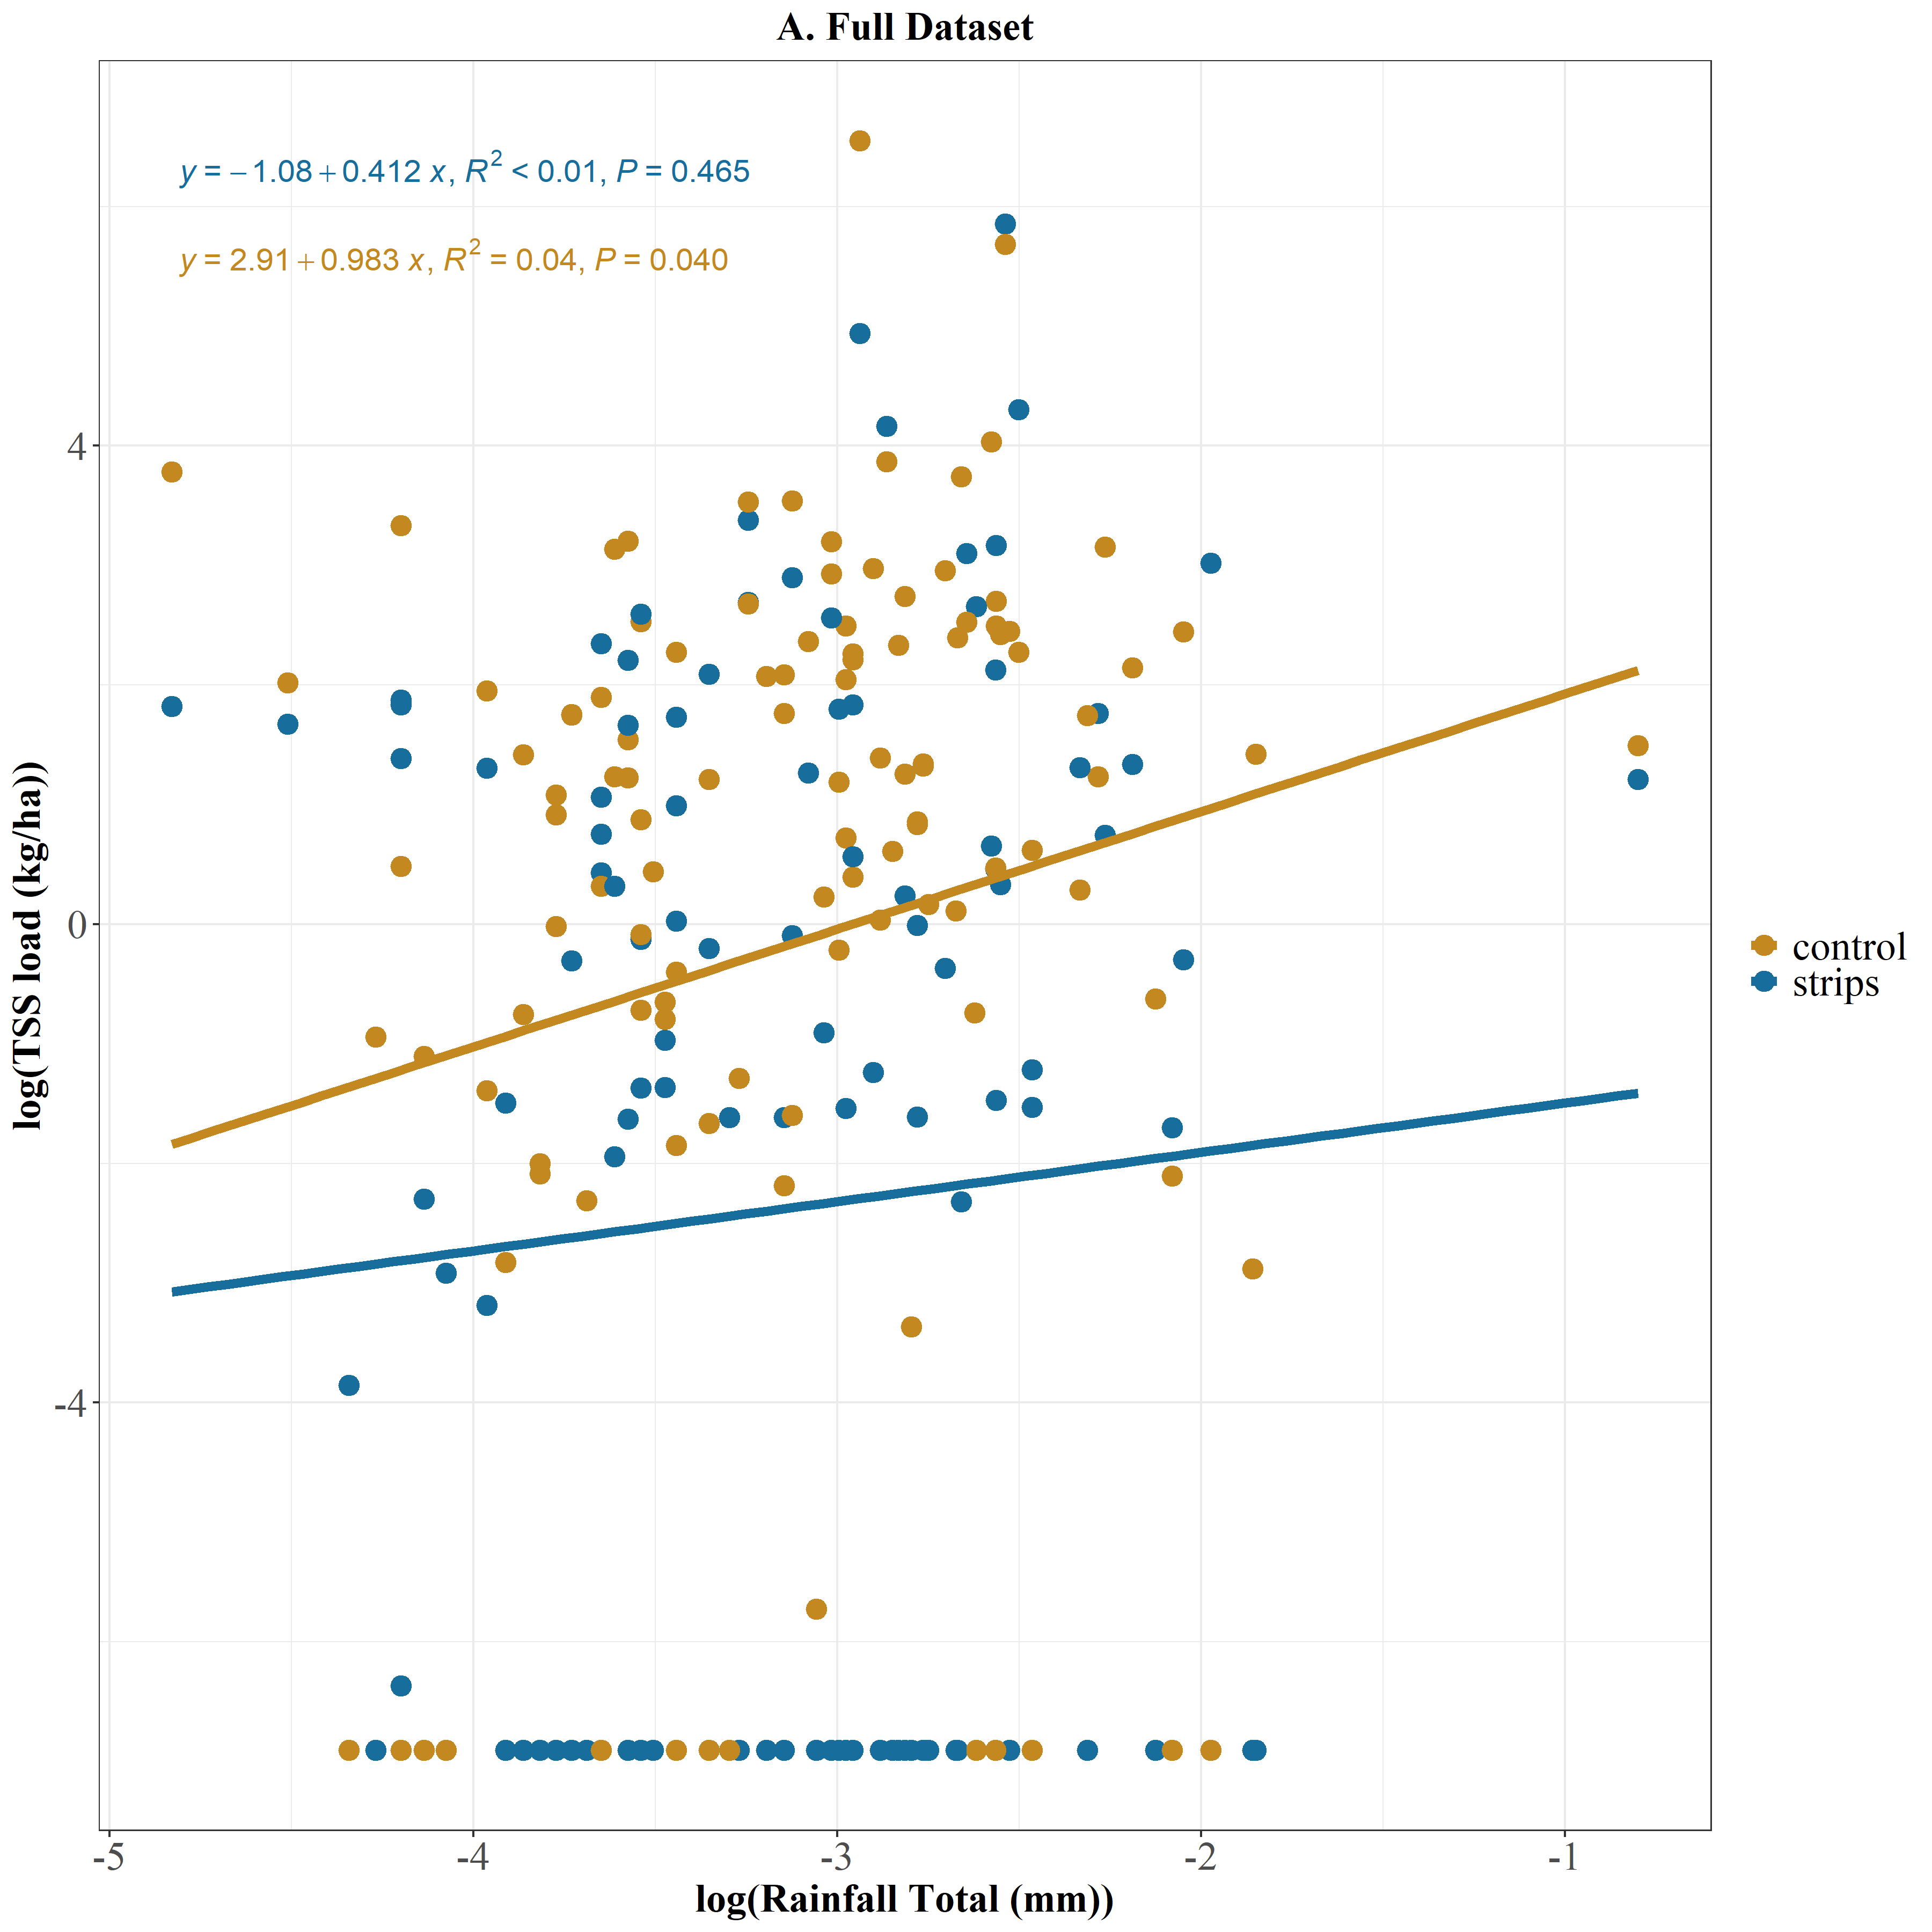 A. Full Dataset
y = −1.08 + 0.412 x, R² < 0.01, P = 0.465
y = 2.91 + 0.983 x, R² = 0.04, P = 0.040
log(TSS load (kg/ha))
4
0
-4
control
strips
-5 -4 -3 -2 -1
log(Rainfall Total (mm))